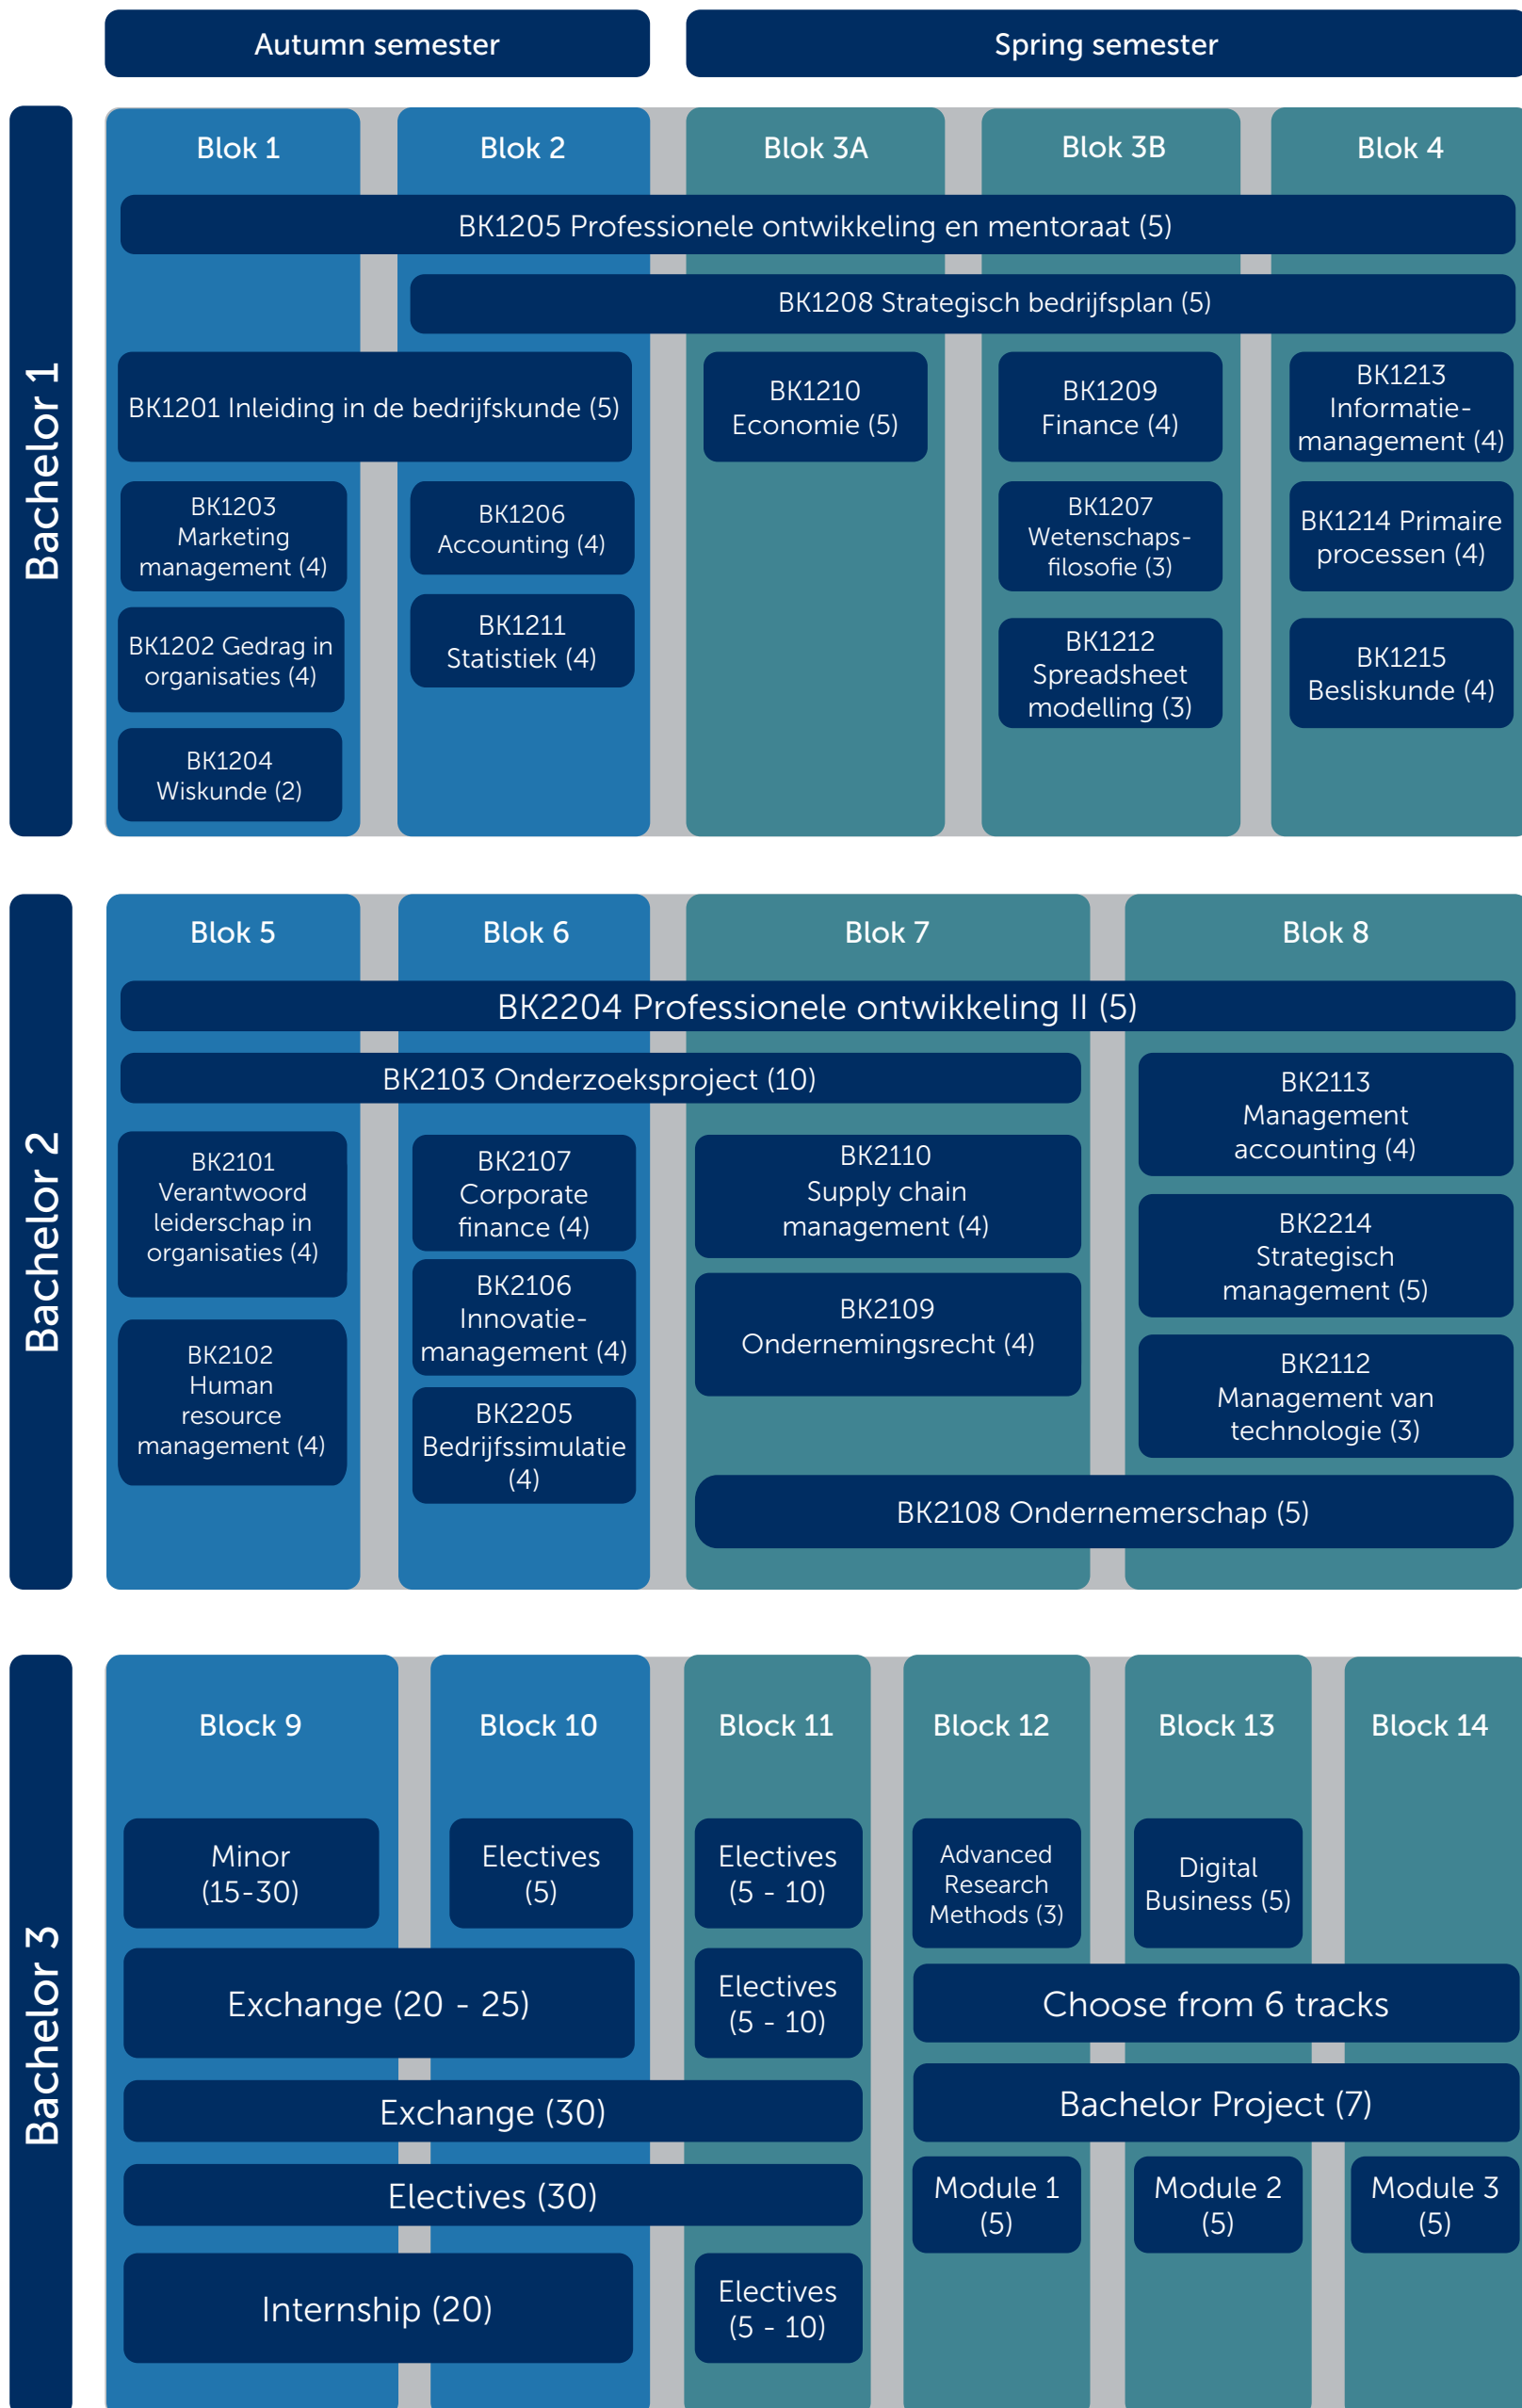 Autumn semester
Spring semester
Bachelor 1
Blok 1
Blok 2
Blok 3A
Blok 3B
Blok 4
BK1205 Professionele ontwikkeling en mentoraat (5)
BK1208 Strategisch bedrijfsplan (5)
BK1201 Inleiding in de bedrijfskunde (5)
BK1210
Economie (5)
BK1209
Finance (4)
BK1213
Informatie-
management (4)
BK1203
Marketing
management (4)
BK1206
Accounting (4)
BK1207
Wetenschaps-
filosofie (3)
BK1214 Primaire
processen (4)
BK1202 Gedrag in
organisaties (4)
BK1211
Statistiek (4)
BK1212
Spreadsheet
modelling (3)
BK1215
Besliskunde (4)
BK1204
Wiskunde (2)
Bachelor 2
Blok 5
Blok 6
Blok 7
Blok 8
BK2204 Professionele ontwikkeling II (5)
BK2103 Onderzoeksproject (10)
BK2113
Management
accounting (4)
BK2101
Verantwoord
leiderschap in
organisaties (4)
BK2107
Corporate
finance (4)
BK2110
Supply chain
management (4)
BK2214
Strategisch
management (5)
BK2102
Human
resource
management (4)
BK2106
Innovatie-
management (4)
BK2109
Ondernemingsrecht (4)
BK2112
Management van
technologie (3)
BK2205
Bedrijfssimulatie
(4)
BK2108 Ondernemerschap (5)
Bachelor 3
Block 9
Block 10
Block 11
Block 12
Block 13
Block 14
Minor
(15-30)
Electives
(5)
Electives
(5 - 10)
Advanced
Research
Methods (3)
Digital
Business (5)
Exchange (20 - 25)
Electives
(5 - 10)
Choose from 6 tracks
Exchange (30)
Bachelor Project (7)
Electives (30)
Module 1
(5)
Module 2
(5)
Module 3
(5)
Internship (20)
Electives
(5 - 10)